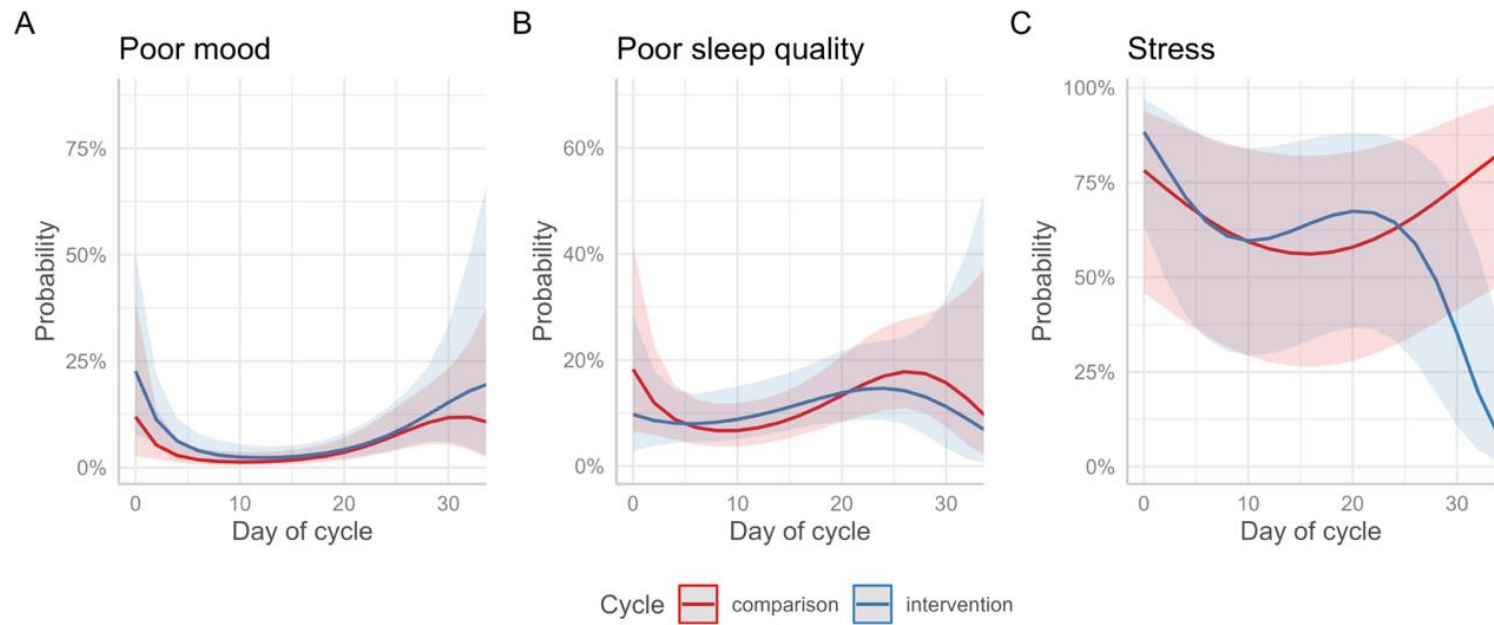 A
Poor mood
Probability
75%
50%
25%
0%
0 10 20 30
Day of cycle
B
Poor sleep quality
Probability
60%
40%
20%
0%
0 10 20 30
Day of cycle
C
Stress
Probability
100%
75%
50%
25%
0%
0 10 20 30
Day of cycle
Cycle comparison intervention